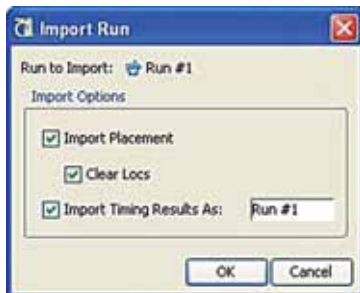 Import Run
Run to Import: Run #1
Import Options
Import Placement
Clear Locs
Import Timing Results As: Run #1
OK Cancel